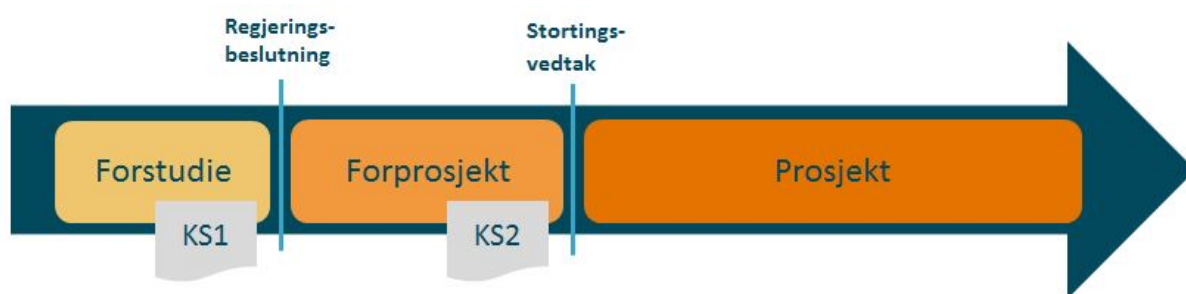 Regjerings-
beslutning
Stortings-
vedtak
Forstudie
Forprosjekt
Prosjekt
KS1
KS2